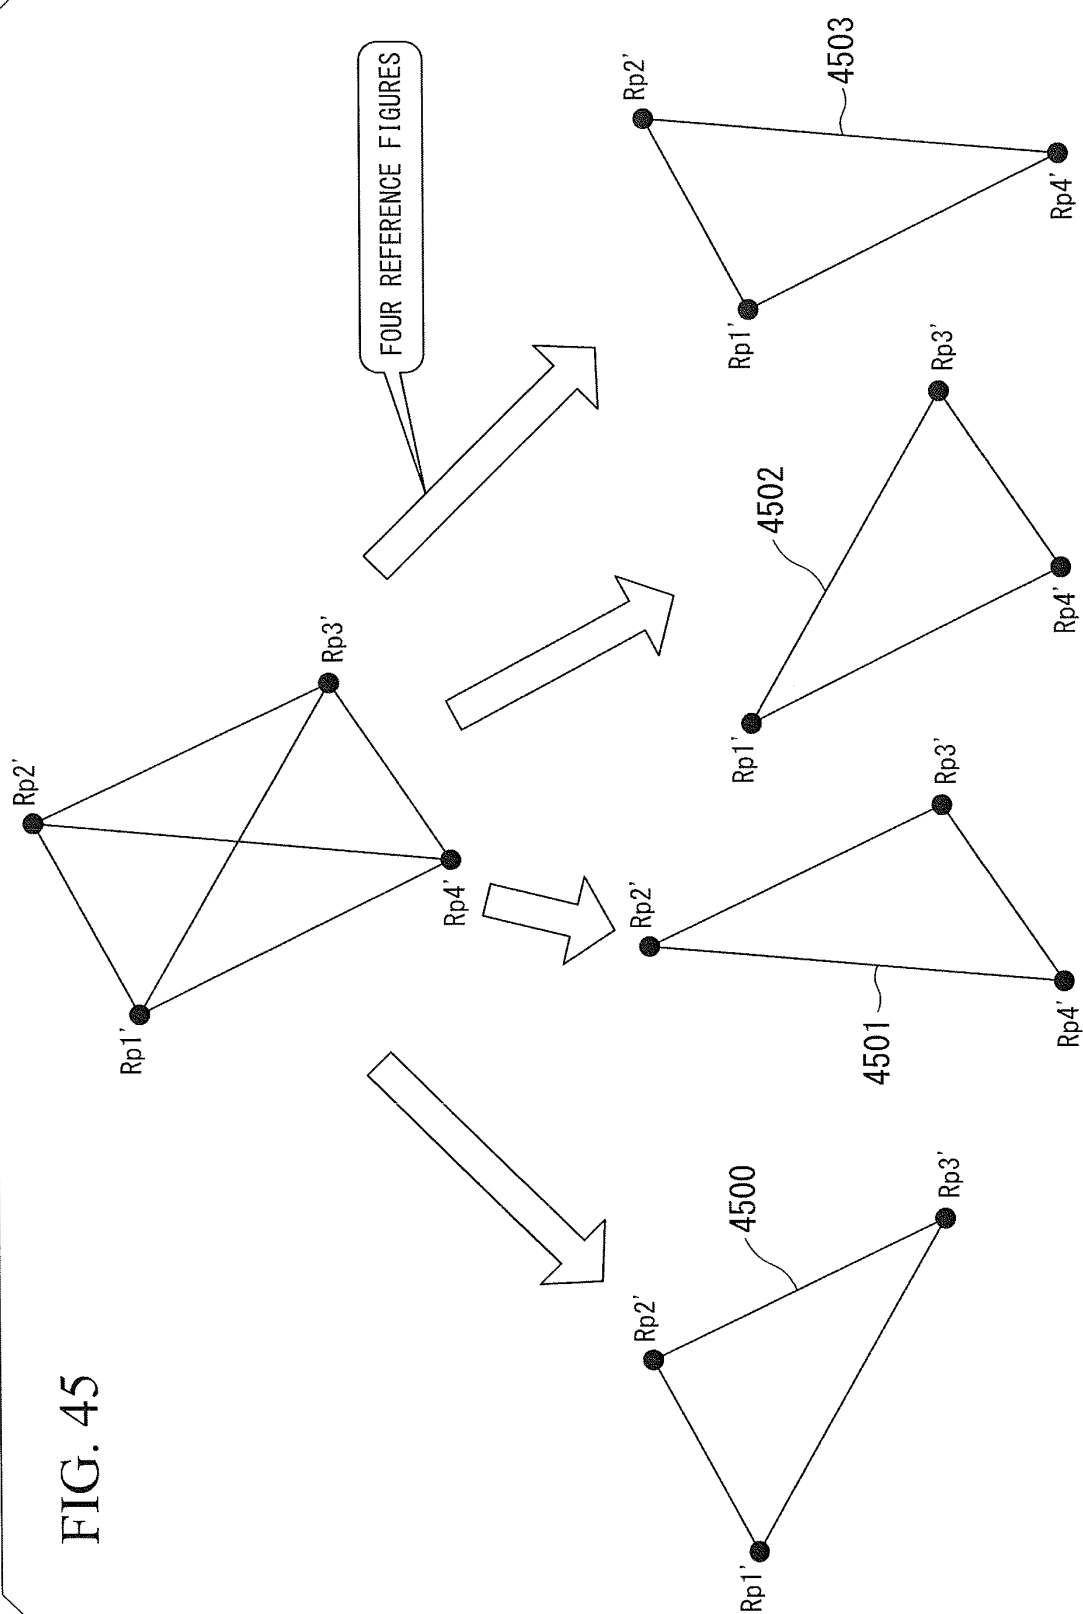 FIG. 45
FOUR REFERENCE FIGURES
Rp2'
Rp1'
Rp3'
Rp4'
Rp2'
Rp1'
Rp3'
4500
Rp2'
Rp3'
Rp4'
4501
Rp1'
Rp3'
Rp4'
4502
Rp2'
Rp1'
Rp4'
4503